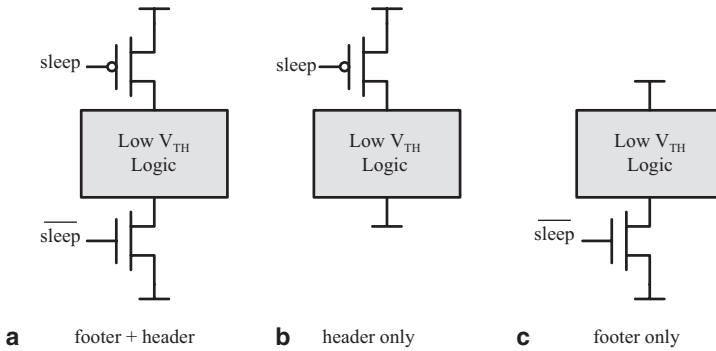 sleep
Low V_TH
Logic
sleep
a footer + header
sleep
Low V_TH
Logic
b header only
Low V_TH
Logic
sleep
c footer only